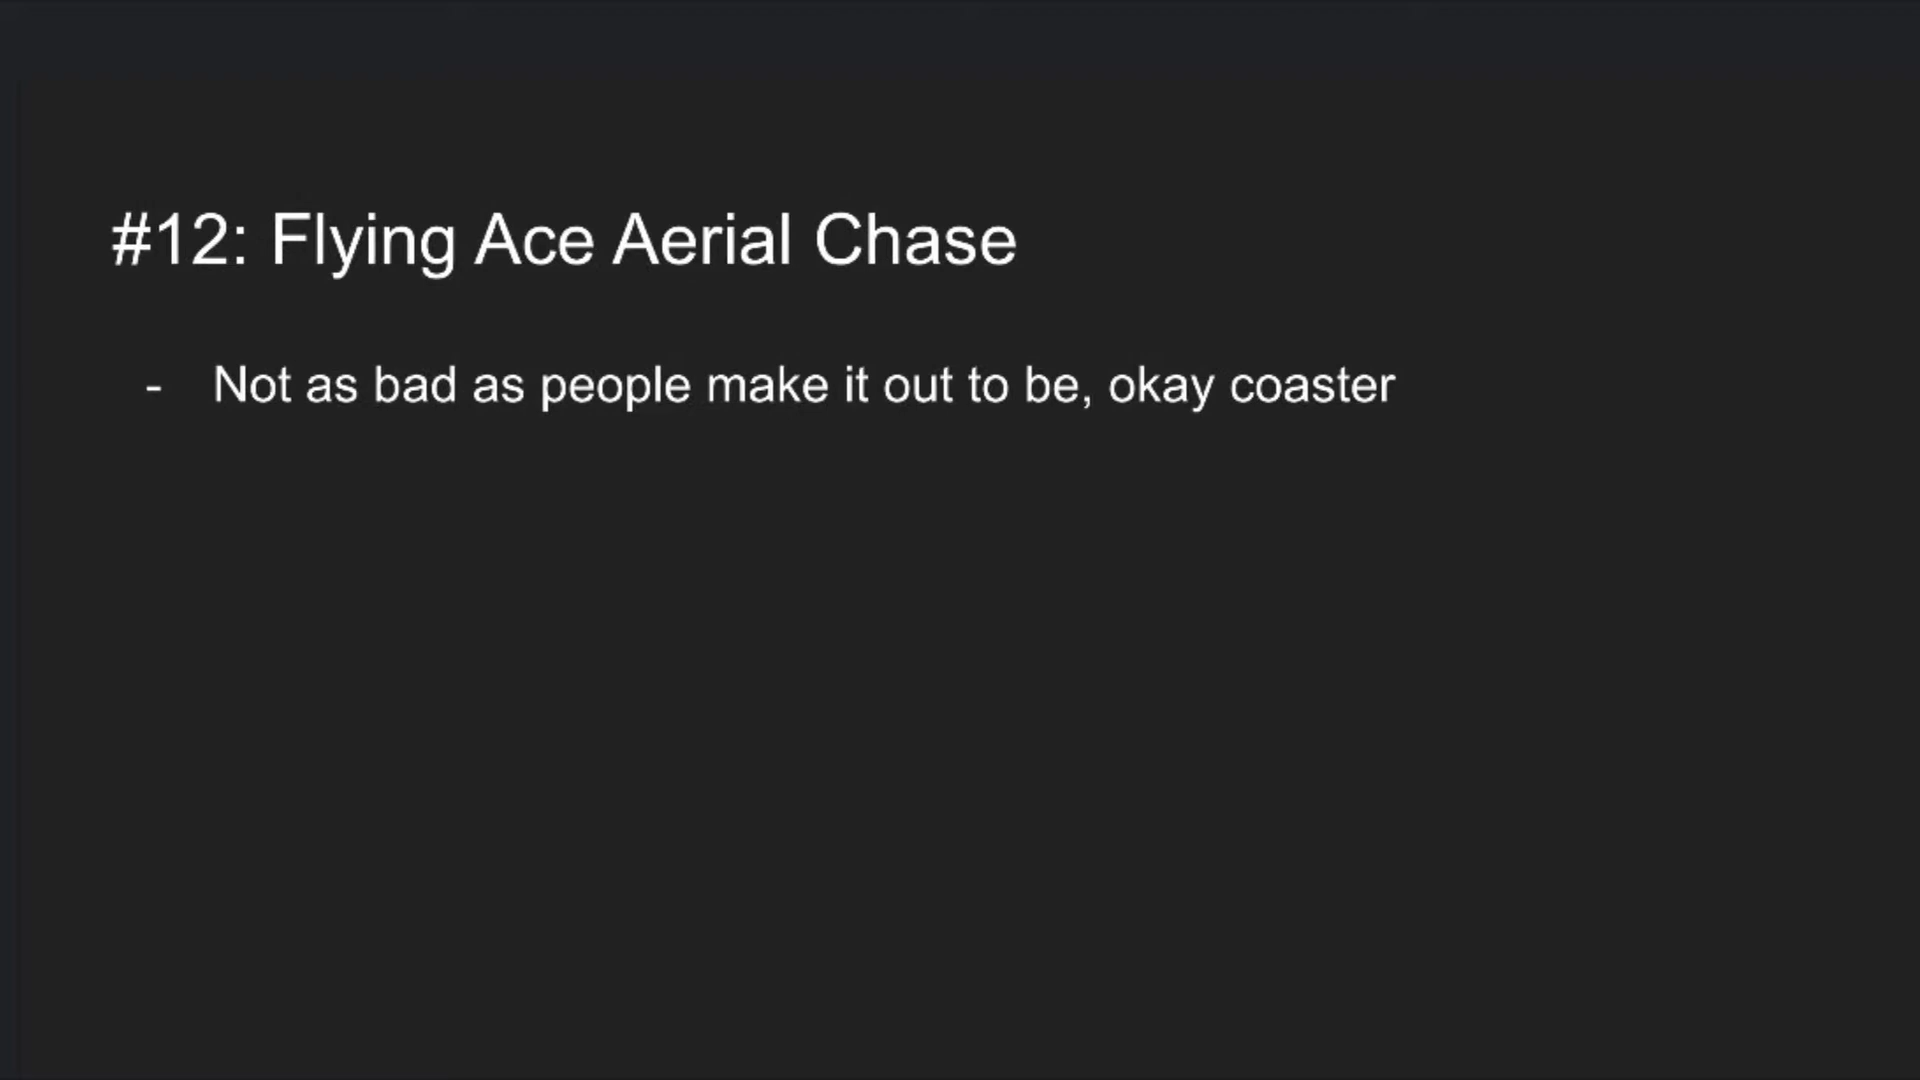 #12: Flying Ace Aerial Chase
- Not as bad as people make it out to be, okay coaster